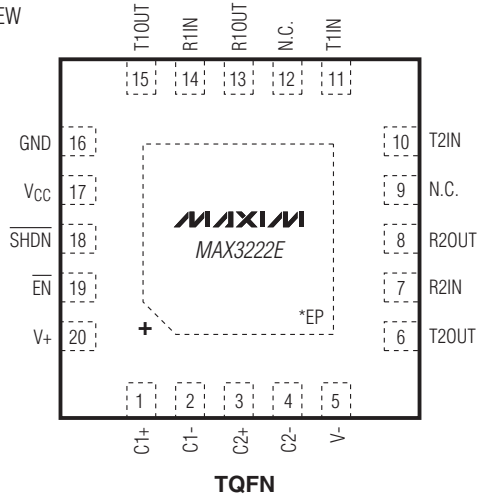 EW
T1OUT
R1IN
R1OUT
N.C.
T1IN
15 14 13 12 11
GND 16
VCC 17
SHDN 18
EN 19
V+ 20
10 T2IN
9 N.C.
8 R2OUT
7 R2IN
6 T2OUT
MAXIM
MAX3222E
*EP
+
1 2 3 4 5
C1+
C1-
C2+
C2-
V-
TQFN